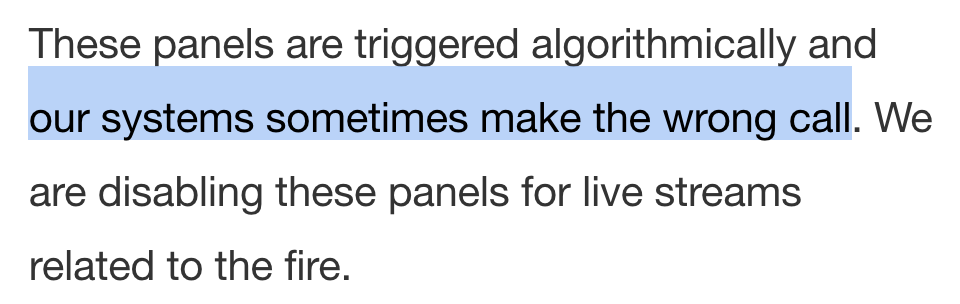 These panels are triggered algorithmically and
our systems sometimes make the wrong call. We
are disabling these panels for live streams
related to the fire.